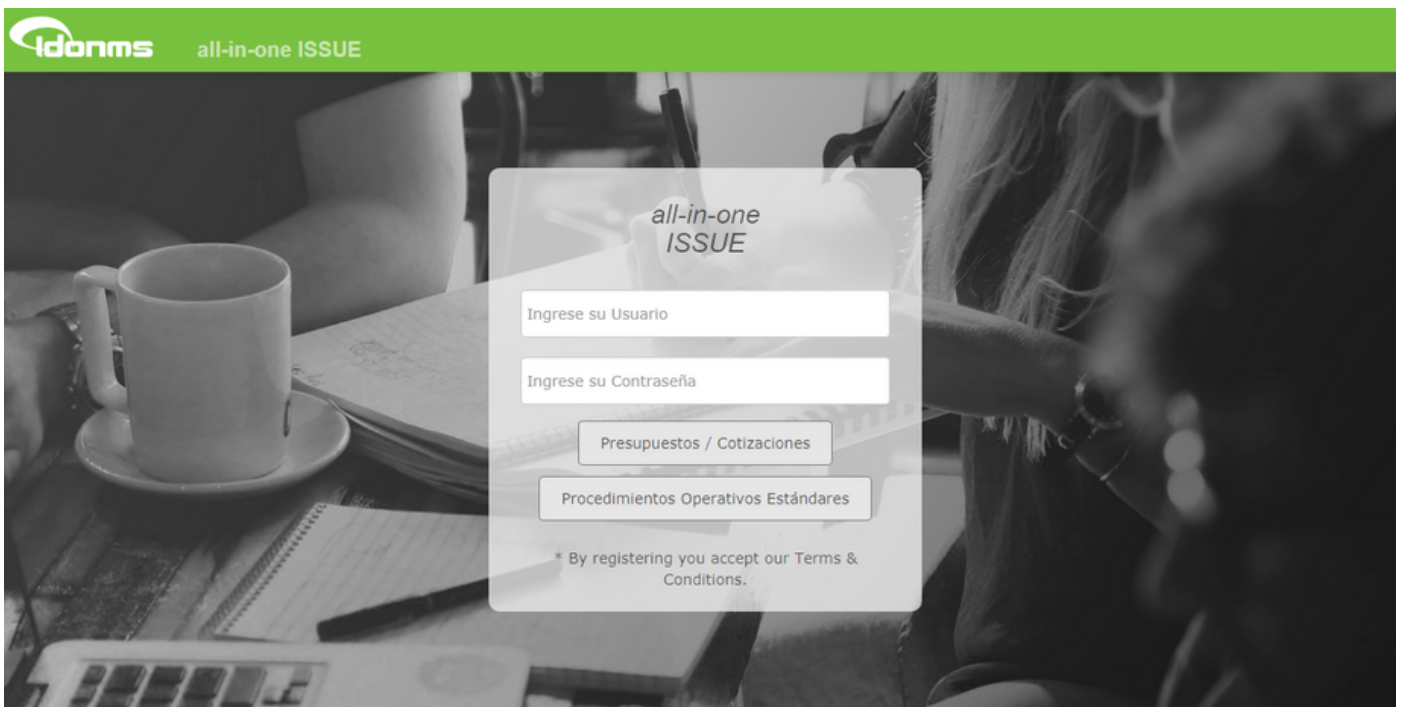 Idonms
all-in-one ISSUE
all-in-one
ISSUE
Ingrese su Usuario
Ingrese su Contraseña
Presupuestos / Cotizaciones
Procedimientos Operativos Estándares
* By registering you accept our Terms &
Conditions.